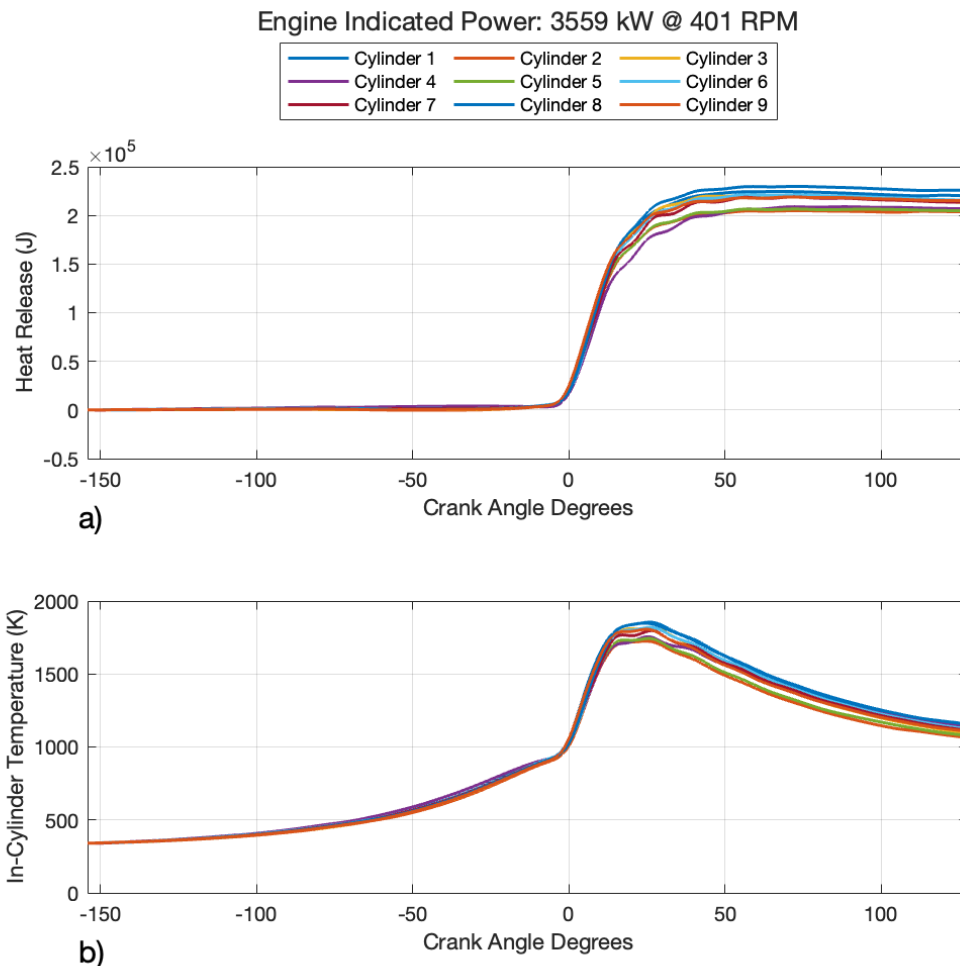 Engine Indicated Power: 3559 kW @ 401 RPM
Cylinder 1 Cylinder 2 Cylinder 3
Cylinder 4 Cylinder 5 Cylinder 6
Cylinder 7 Cylinder 8 Cylinder 9
×10⁵
2.5
2
1.5
1
0.5
0
-0.5
Heat Release (J)
-150 -100 -50 0 50 100
Crank Angle Degrees
a)
2000
1500
1000
500
0
In-Cylinder Temperature (K)
-150 -100 -50 0 50 100
Crank Angle Degrees
b)